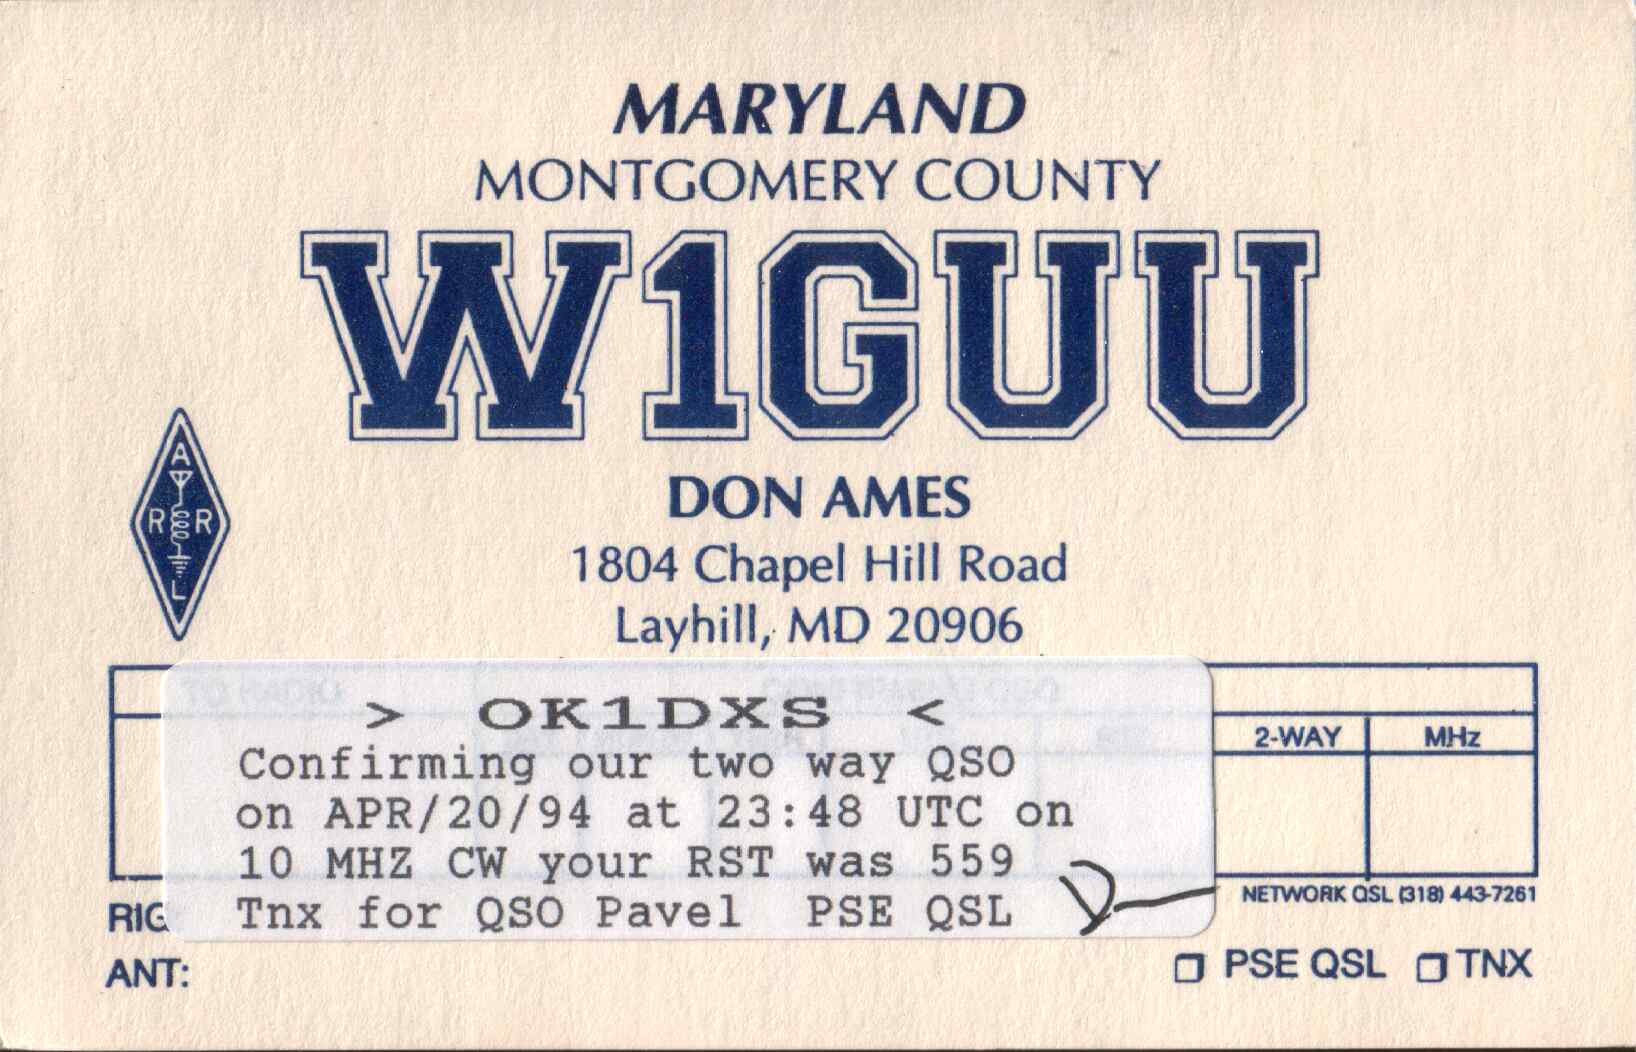 MARYLAND
MONTGOMERY COUNTY
W1GUU
DON AMES
1804 Chapel Hill Road
Layhill, MD 20906
A
R R
L
TO RADIO
> OK1DXS <
Confirming our two way QSO
on APR/20/94 at 23:48 UTC on
10 MHZ CW your RST was 559
Tnx for QSO Pavel PSE QSL
2-WAY MHz
NETWORK QSL (318) 443-7261
RIG
ANT:
PSE QSL TNX